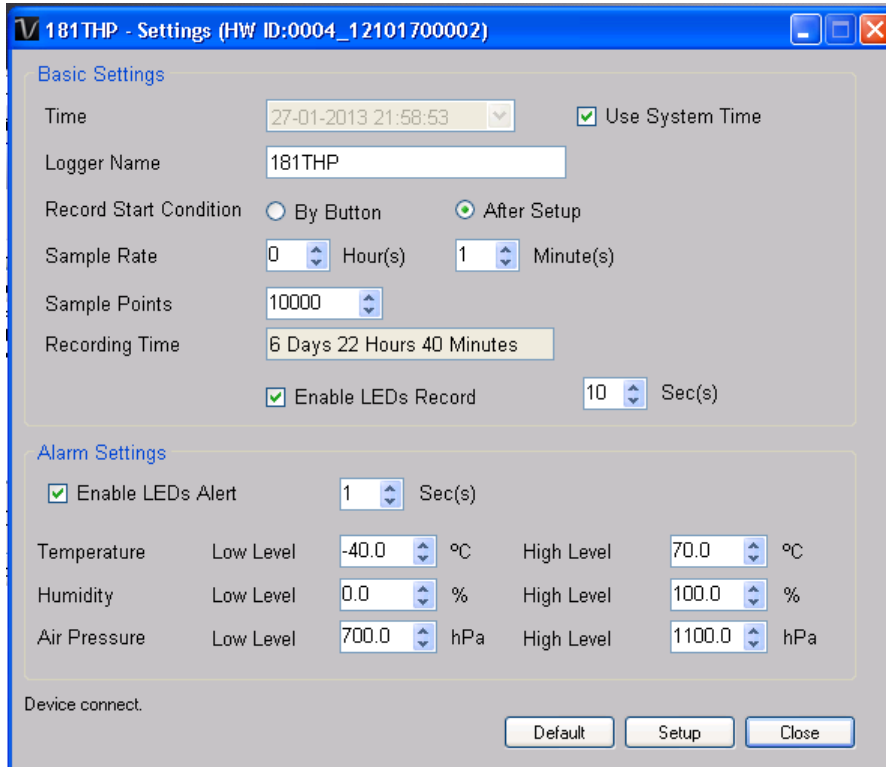 181THP - Settings (HW ID:0004_12101700002)
Basic Settings
Time 27-01-2013 21:58:53 Use System Time
Logger Name 181THP
Record Start Condition By Button After Setup
Sample Rate 0 Hour(s) 1 Minute(s)
Sample Points 10000
Recording Time 6 Days 22 Hours 40 Minutes
Enable LEDs Record 10 Sec(s)
Alarm Settings
Enable LEDs Alert 1 Sec(s)
Temperature Low Level -40.0 ºC High Level 70.0 ºC
Humidity Low Level 0.0 % High Level 100.0 %
Air Pressure Low Level 700.0 hPa High Level 1100.0 hPa
Device connect.
Default Setup Close